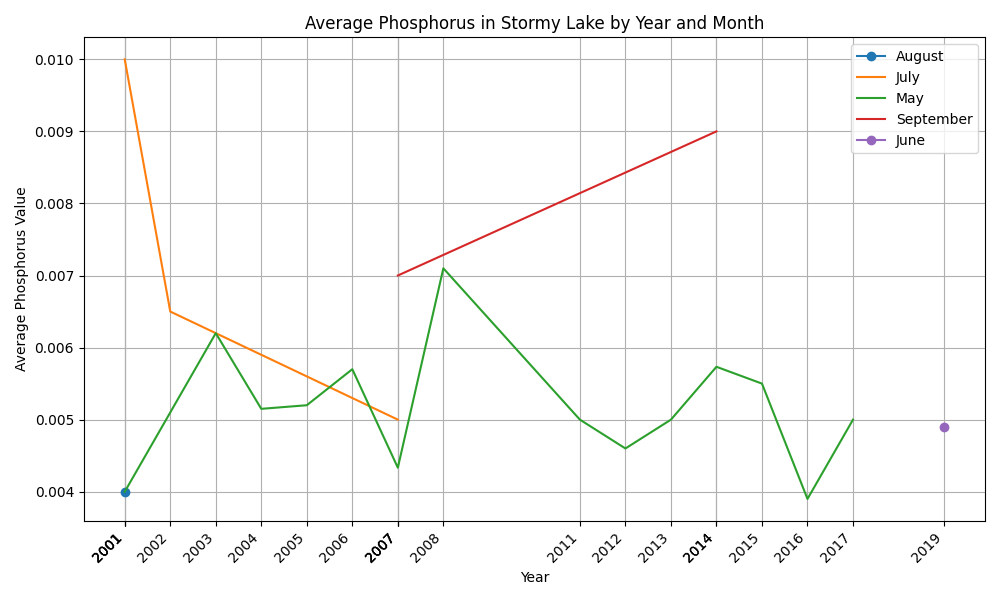 Average Phosphorus in Stormy Lake by Year and Month
0.010
0.009
0.008
0.007
0.006
0.005
0.004
Average Phosphorus Value
August
July
May
September
June
2001 2002 2003 2004 2005 2006 2007 2008 2011 2012 2013 2014 2015 2016 2017 2019
Year